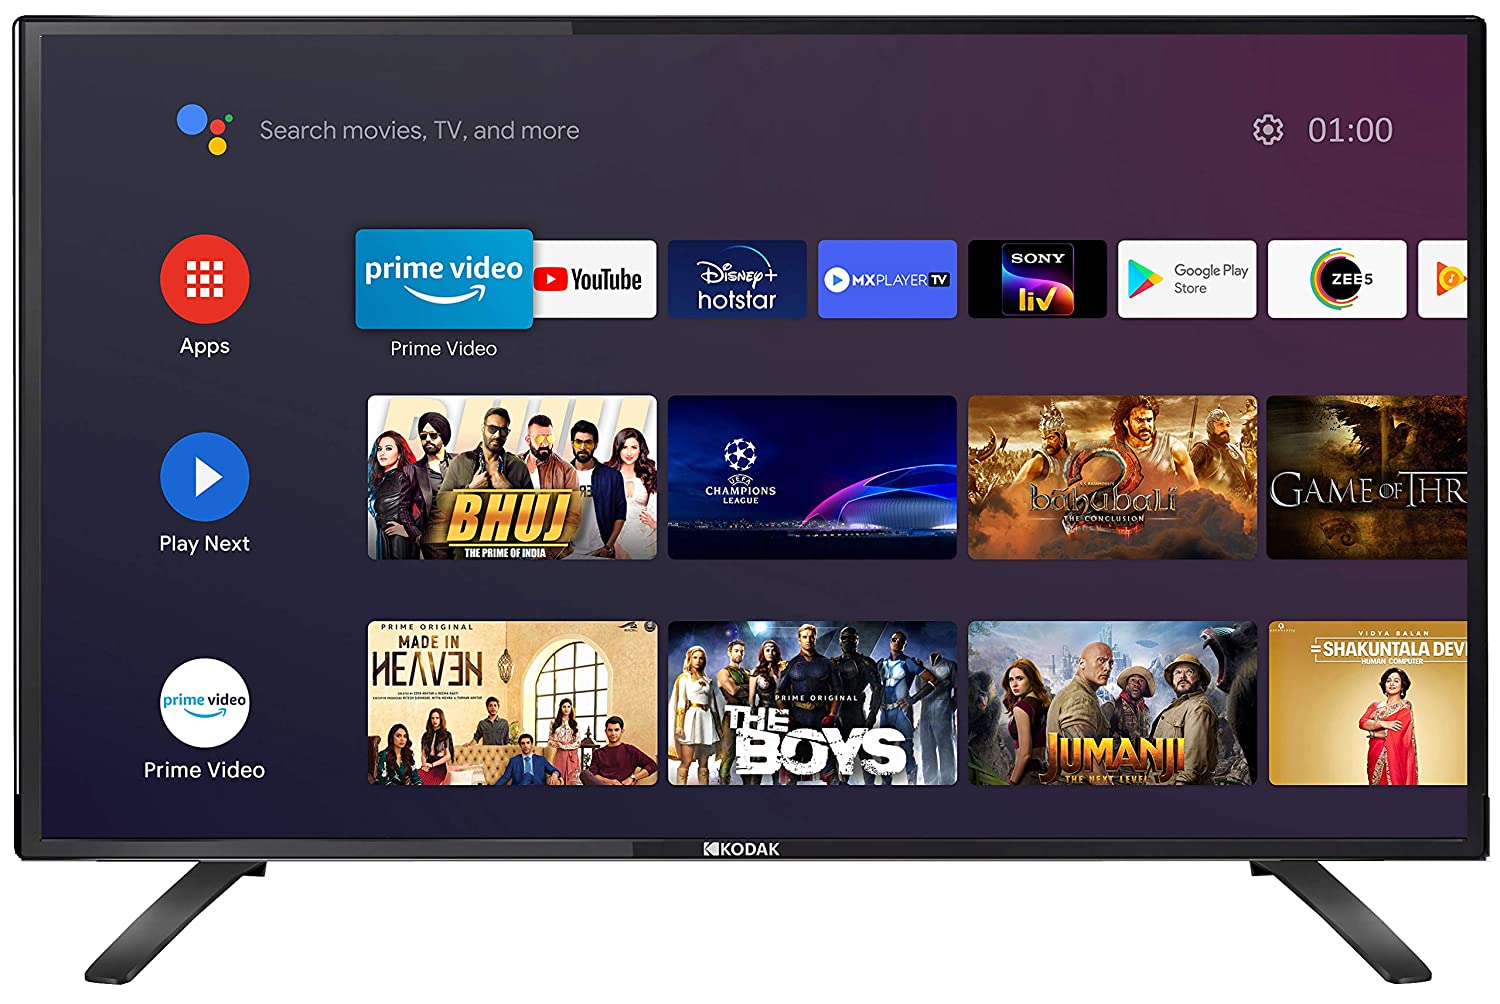 Search movies, TV, and more
01:00
prime video
YouTube
Disney+
hotstar
MXPLAYER TV
SONY
liv
Google Play
Store
ZEE5
Apps
Prime Video
BHUJ
THE PRIME OF INDIA
UEFA
CHAMPIONS
LEAGUE
bahubali
2
THE CONCLUSION
GAME OF THR
Play Next
PRIME ORIGINAL
MADE IN
HEAVEN
PRIME ORIGINAL
THE
BOYS
JUMANJI
THE NEXT LEVEL
VIDYA BALAN
SHAKUNTALA DEVI
HUMAN COMPUTER
prime video
Prime Video
KODAK